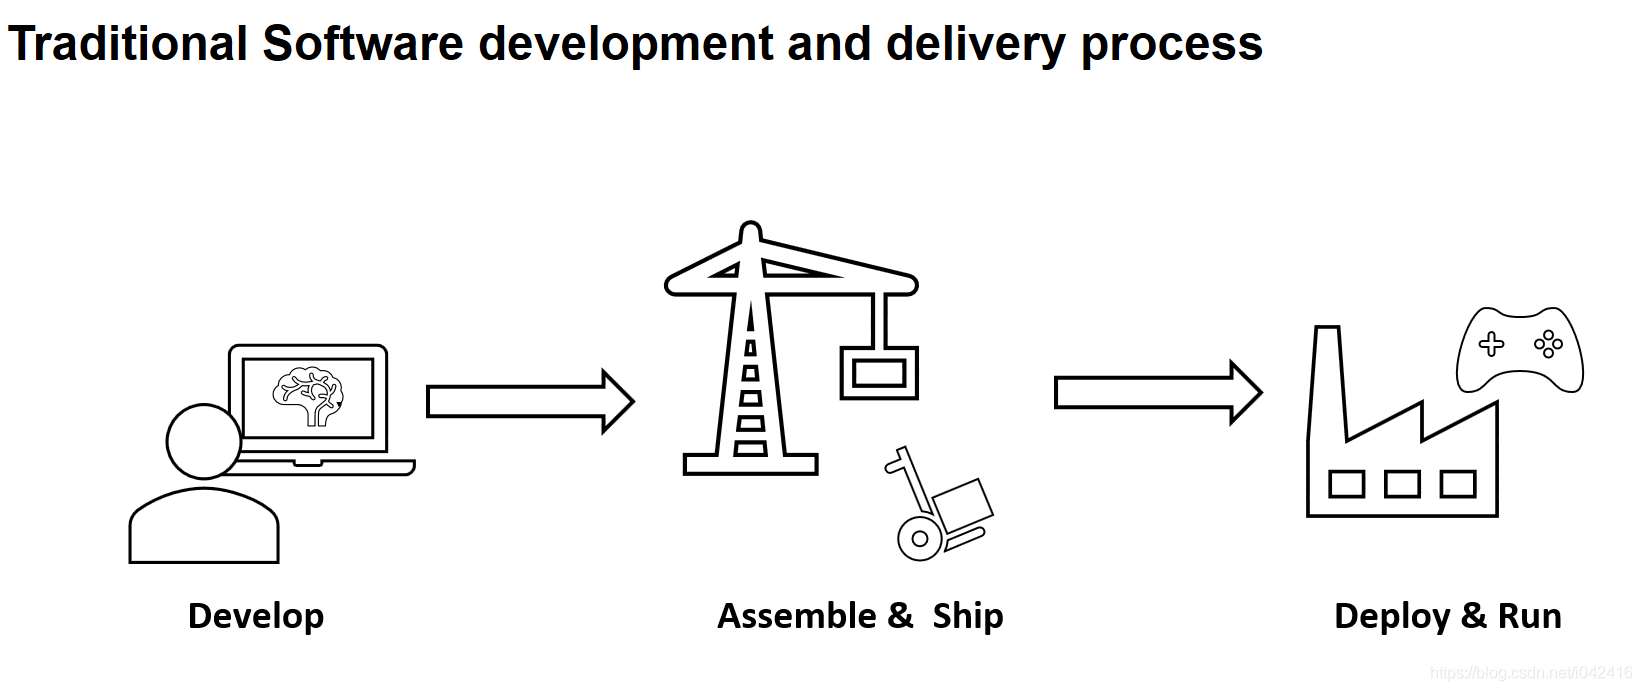 Traditional Software development and delivery process
Develop
Assemble &  Ship
Deploy & Run
https://blog.csdn.net/i042416